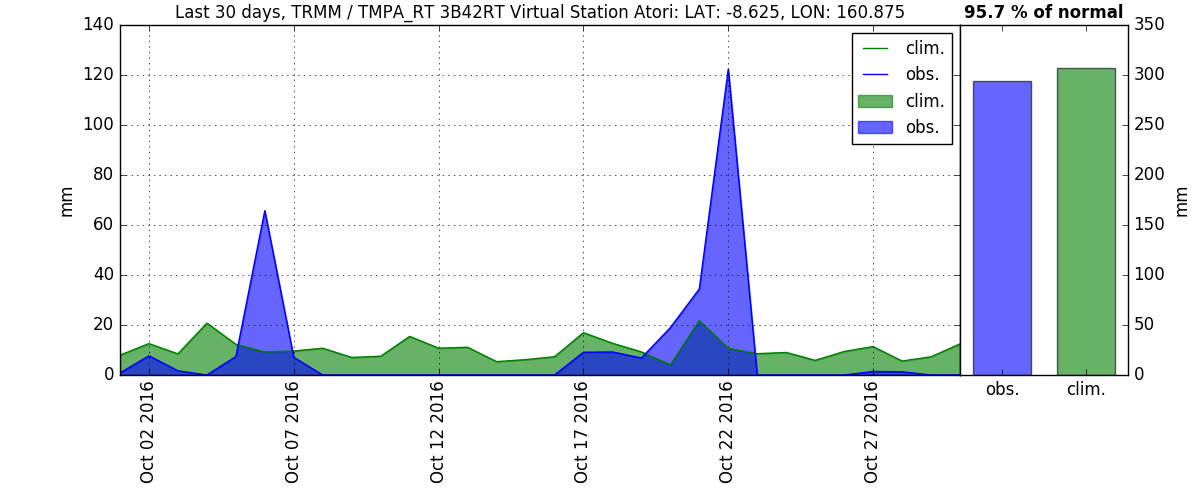 Last 30 days, TRMM / TMPA_RT 3B42RT Virtual Station Atori: LAT: -8.625, LON: 160.875
95.7 % of normal
140
120
100
80
60
40
20
0
mm
clim.
obs.
clim.
obs.
350
300
250
200
150
100
50
0
mm
Oct 02 2016
Oct 07 2016
Oct 12 2016
Oct 17 2016
Oct 22 2016
Oct 27 2016
obs.
clim.